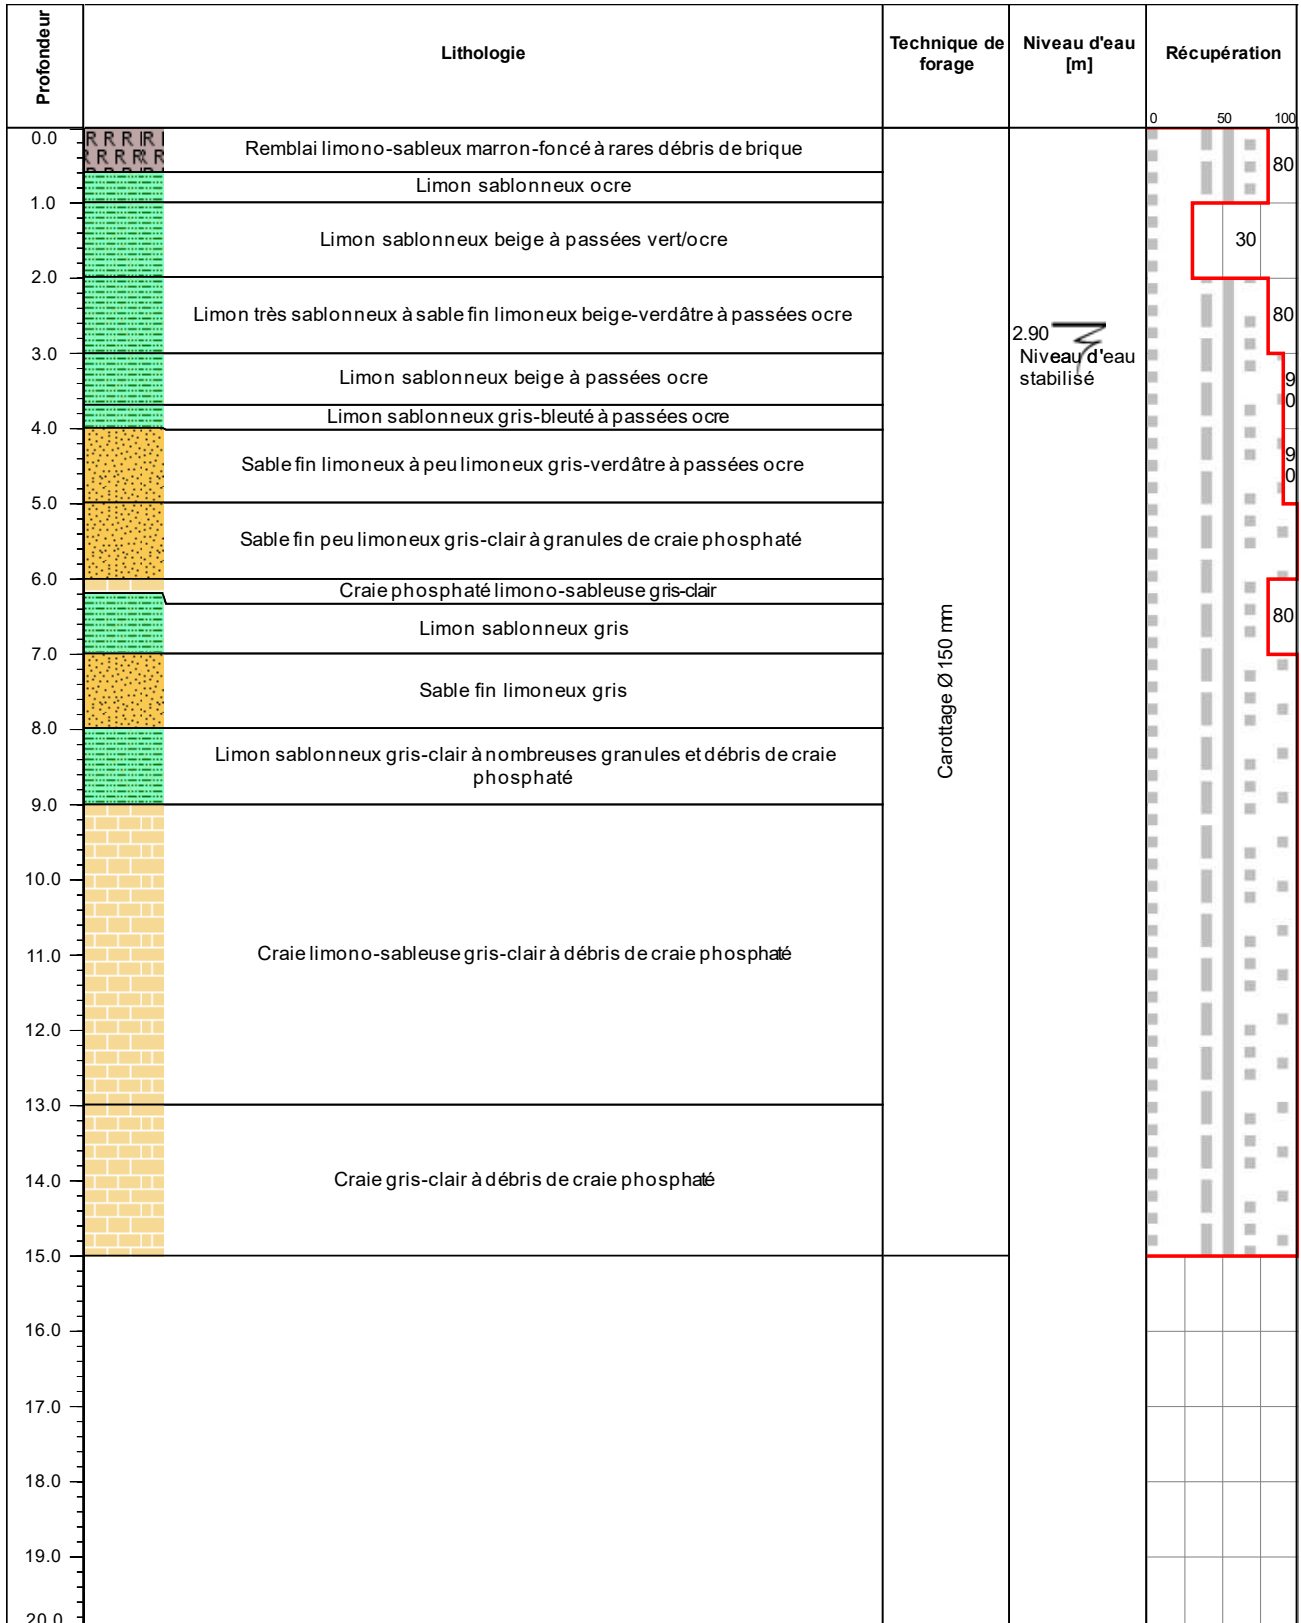 Profondeur
Lithologie
Technique de
forage
Niveau d'eau
[m]
Récupération
0 50 100
0.0
R R R R R
R R R R R
Remblai limono-sableux marron-foncé à rares débris de brique
80
Limon sablonneux ocre
1.0
Limon sablonneux beige à passées vert/ocre
30
2.0
Limon très sablonneux à sable fin limoneux beige-verdâtre à passées ocre
80
2.90
Niveau d'eau
stabilisé
3.0
Limon sablonneux beige à passées ocre
90
Limon sablonneux gris-bleuté à passées ocre
4.0
Sable fin limoneux à peu limoneux gris-verdâtre à passées ocre
90
5.0
Sable fin peu limoneux gris-clair à granules de craie phosphaté
6.0
Craie phosphaté limono-sableuse gris-clair
Limon sablonneux gris
80
7.0
Sable fin limoneux gris
Carottage Ø 150 mm
8.0
Limon sablonneux gris-clair à nombreuses granules et débris de craie
phosphaté
9.0
10.0
Craie limono-sableuse gris-clair à débris de craie phosphaté
11.0
12.0
13.0
Craie gris-clair à débris de craie phosphaté
14.0
15.0
16.0
17.0
18.0
19.0
20.0